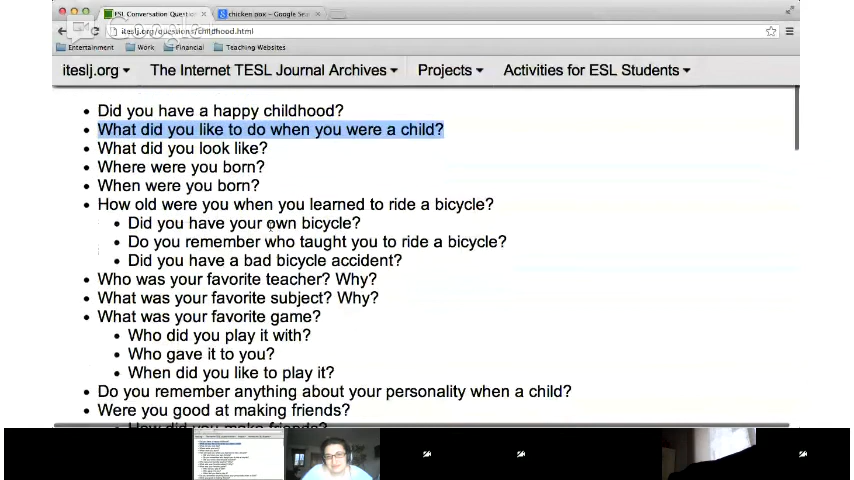 ESL Conversation Questio
chicken pox - Google Sea
Google
iteslj.org/questions/childhood.html
Entertainment Work Financial Teaching Websites
iteslj.org The Internet TESL Journal Archives Projects Activities for ESL Students
• Did you have a happy childhood?
• What did you like to do when you were a child?
• What did you look like?
• Where were you born?
• When were you born?
• How old were you when you learned to ride a bicycle?
• Did you have your own bicycle?
• Do you remember who taught you to ride a bicycle?
• Did you have a bad bicycle accident?
• Who was your favorite teacher? Why?
• What was your favorite subject? Why?
• What was your favorite game?
• Who did you play it with?
• Who gave it to you?
• When did you like to play it?
• Do you remember anything about your personality when a child?
• Were you good at making friends?
• How did you make friends?